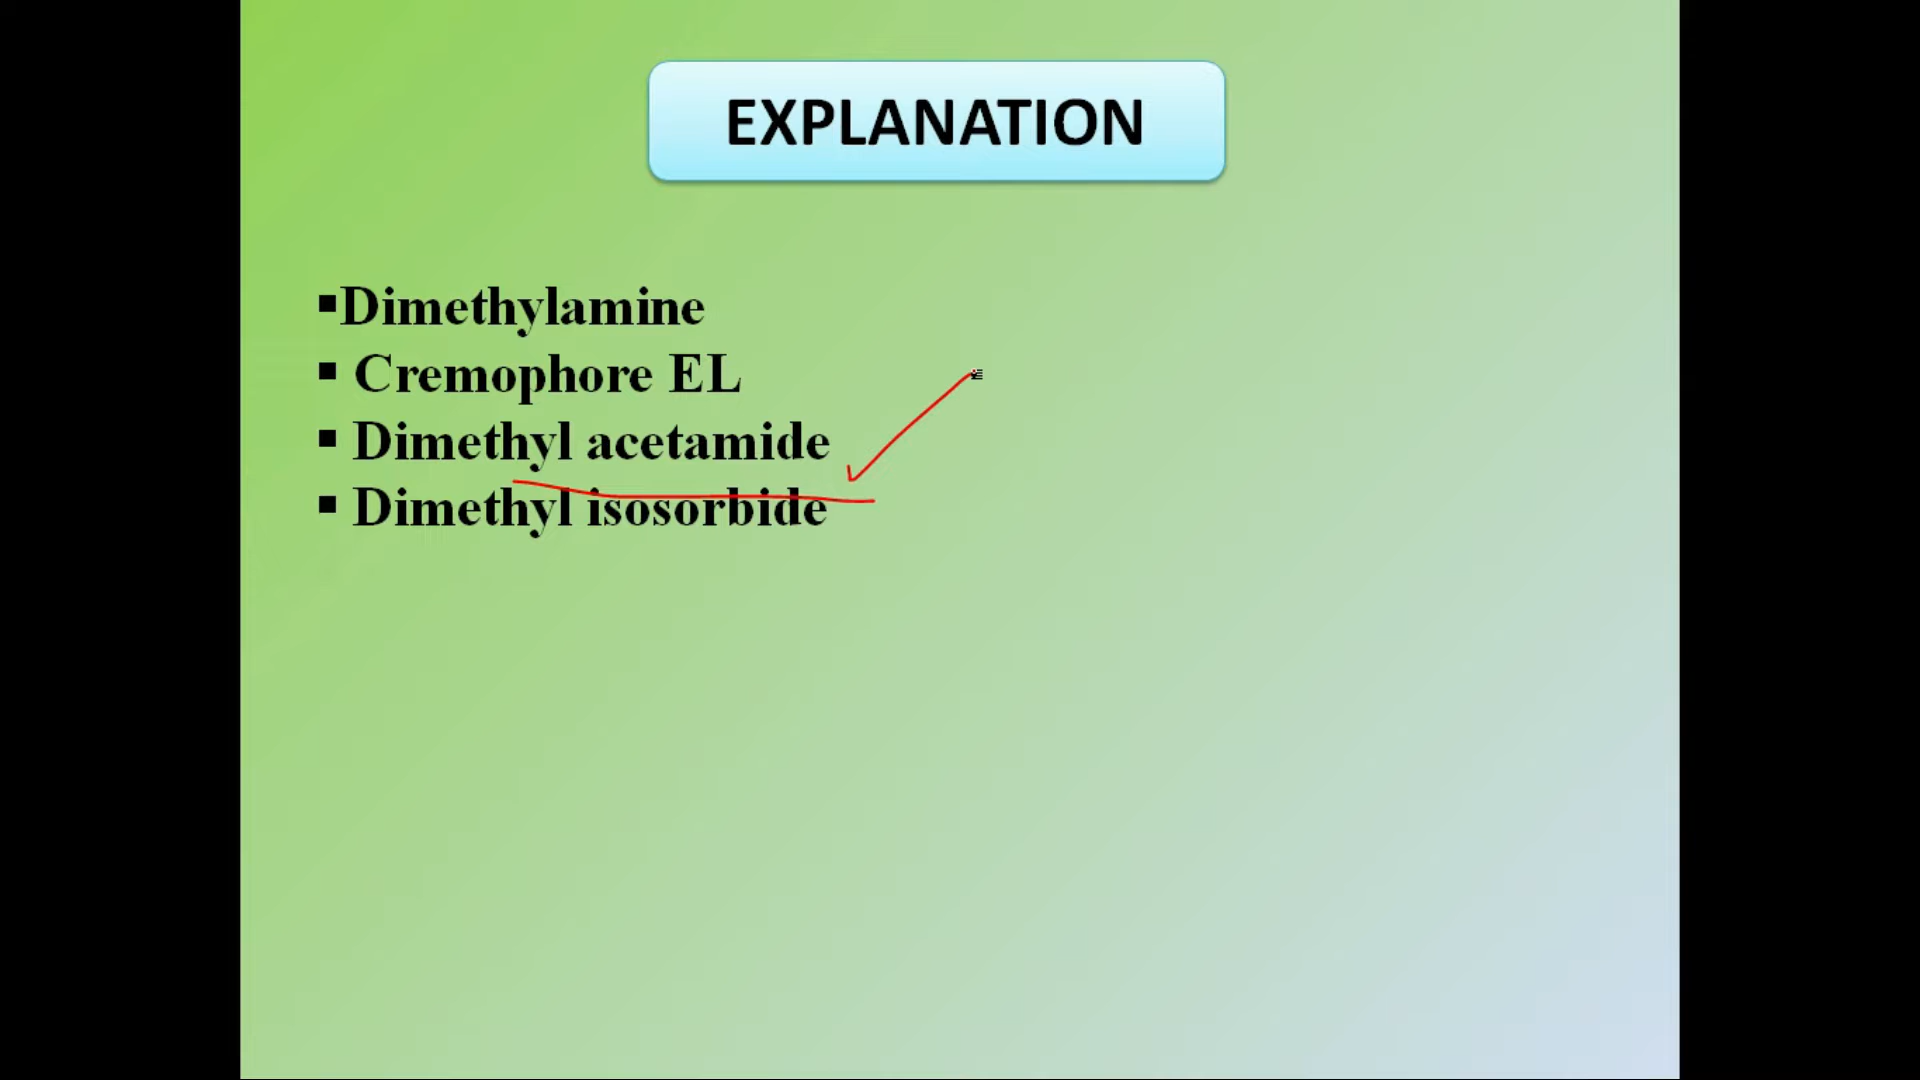 EXPLANATION
▪Dimethylamine
▪ Cremophore EL
▪ Dimethyl acetamide
▪ Dimethyl isosorbide